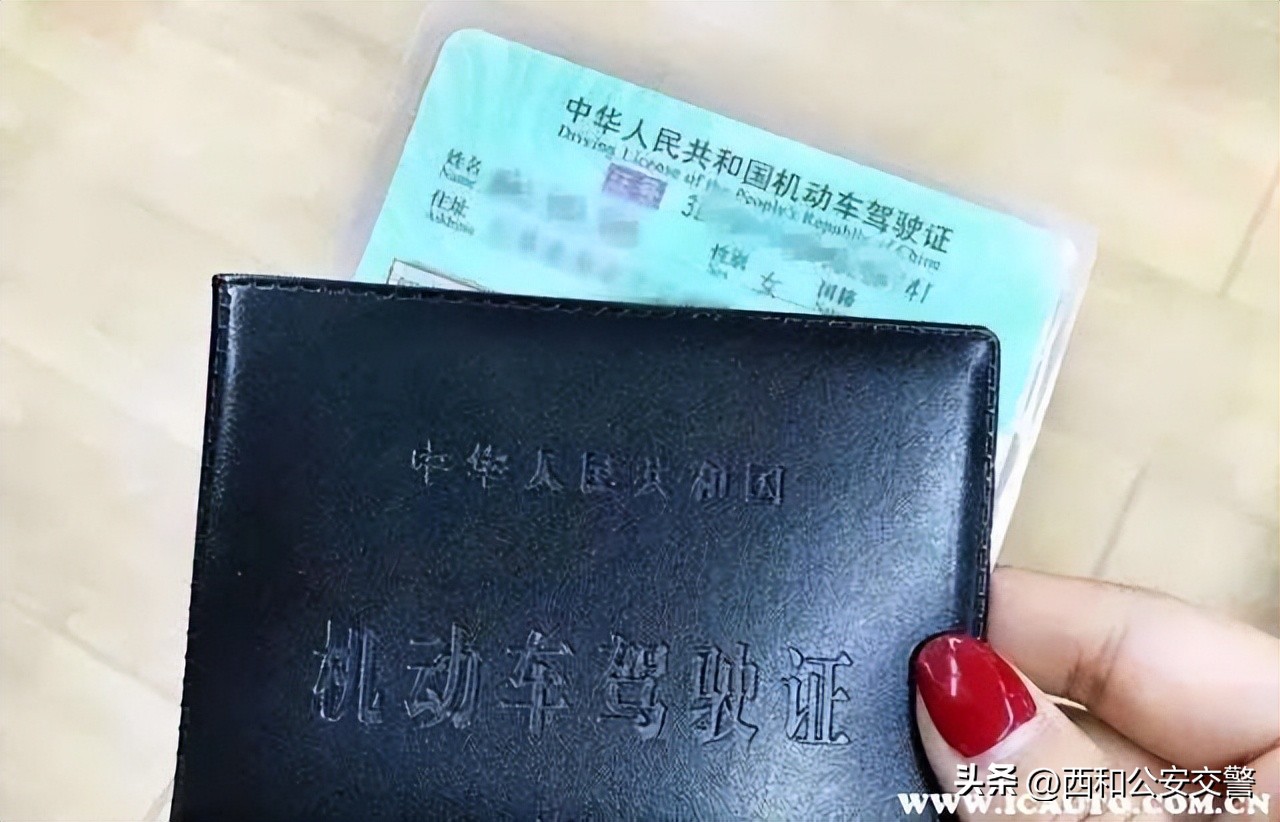 中华人民共和国机动车驾驶证
Driving License of the People's Republic of China
姓名
Name
住址
Address
性别 女 国籍
Sex
41
中华人民共和国
机动车驾驶证
头条 @西和公安交警
www.icauto.com.cn